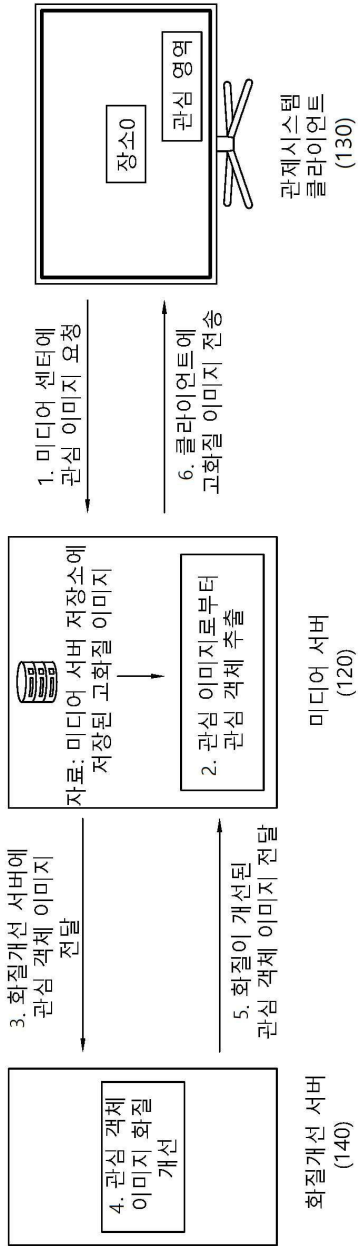 4. 관심 객체
이미지 화질
개선
화질개선 서버
(140)
3. 화질개선 서버에
관심 객체 이미지
전달
5. 화질이 개선된
관심 객체 이미지 전달
자료: 미디어 서버 저장소에
저장된 고화질 이미지
2. 관심 이미지로부터
관심 객체 추출
미디어 서버
(120)
1. 미디어 센터에
관심 이미지 요청
6. 클라이언트에
고화질 이미지 전송
장소0
관심 영역
관제시스템
클라이언트
(130)